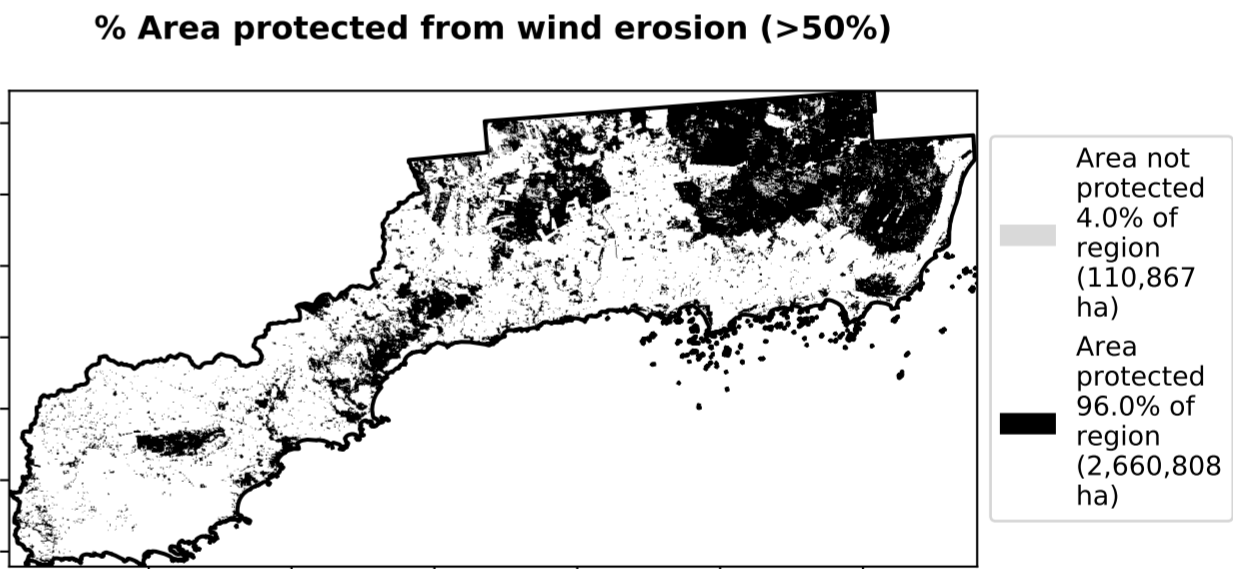 % Area protected from wind erosion (>50%)
Area not
protected
4.0% of
region
(110,867
ha)
Area
protected
96.0% of
region
(2,660,808
ha)